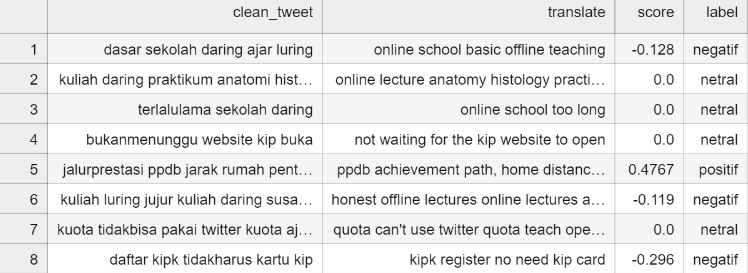 clean_tweet translate score label
1 dasar sekolah daring ajar luring online school basic offline teaching -0.128 negatif
2 kuliah daring praktikum anatomi hist... online lecture anatomy histology practi... 0.0 netral
3 terlalulama sekolah daring online school too long 0.0 netral
4 bukanmenunggu website kip buka not waiting for the kip website to open 0.0 netral
5 jalurprestasi ppdb jarak rumah pent... ppdb achievement path, home distanc... 0.4767 positif
6 kuliah luring jujur kuliah daring susa... honest offline lectures online lectures a... -0.119 negatif
7 kuota tidakbisa pakai twitter kuota aj... quota can't use twitter quota teach ope... 0.0 netral
8 daftar kipk tidakharus kartu kip kipk register no need kip card -0.296 negatif